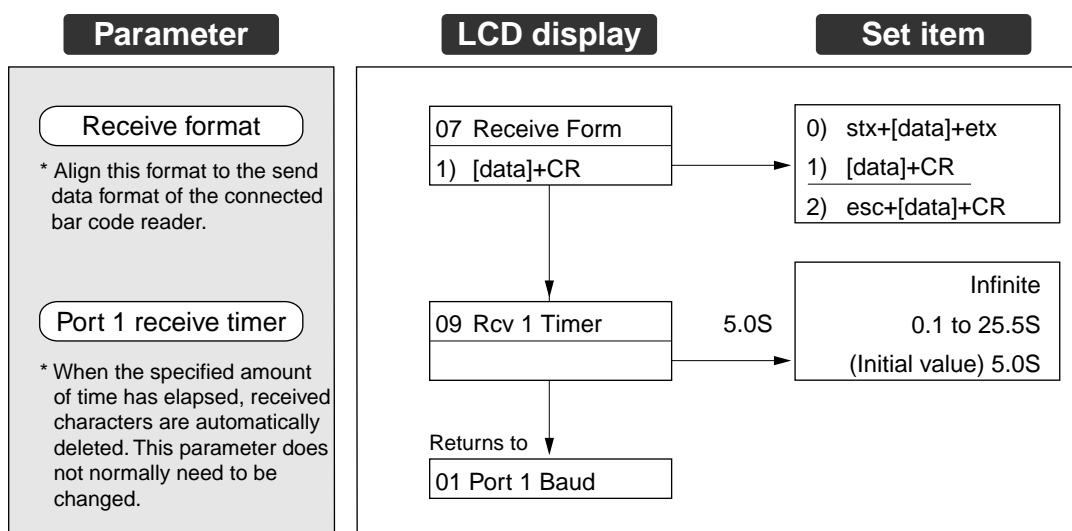 Parameter
LCD display
Set item
Receive format
* Align this format to the send
data format of the connected
bar code reader.
07 Receive Form
1) [data]+CR
0) stx+[data]+etx
1) [data]+CR
2) esc+[data]+CR
Port 1 receive timer
* When the specified amount
of time has elapsed, received
characters are automatically
deleted. This parameter does
not normally need to be
changed.
09 Rcv 1 Timer
5.0S
Infinite
0.1 to 25.5S
(Initial value) 5.0S
Returns to
01 Port 1 Baud